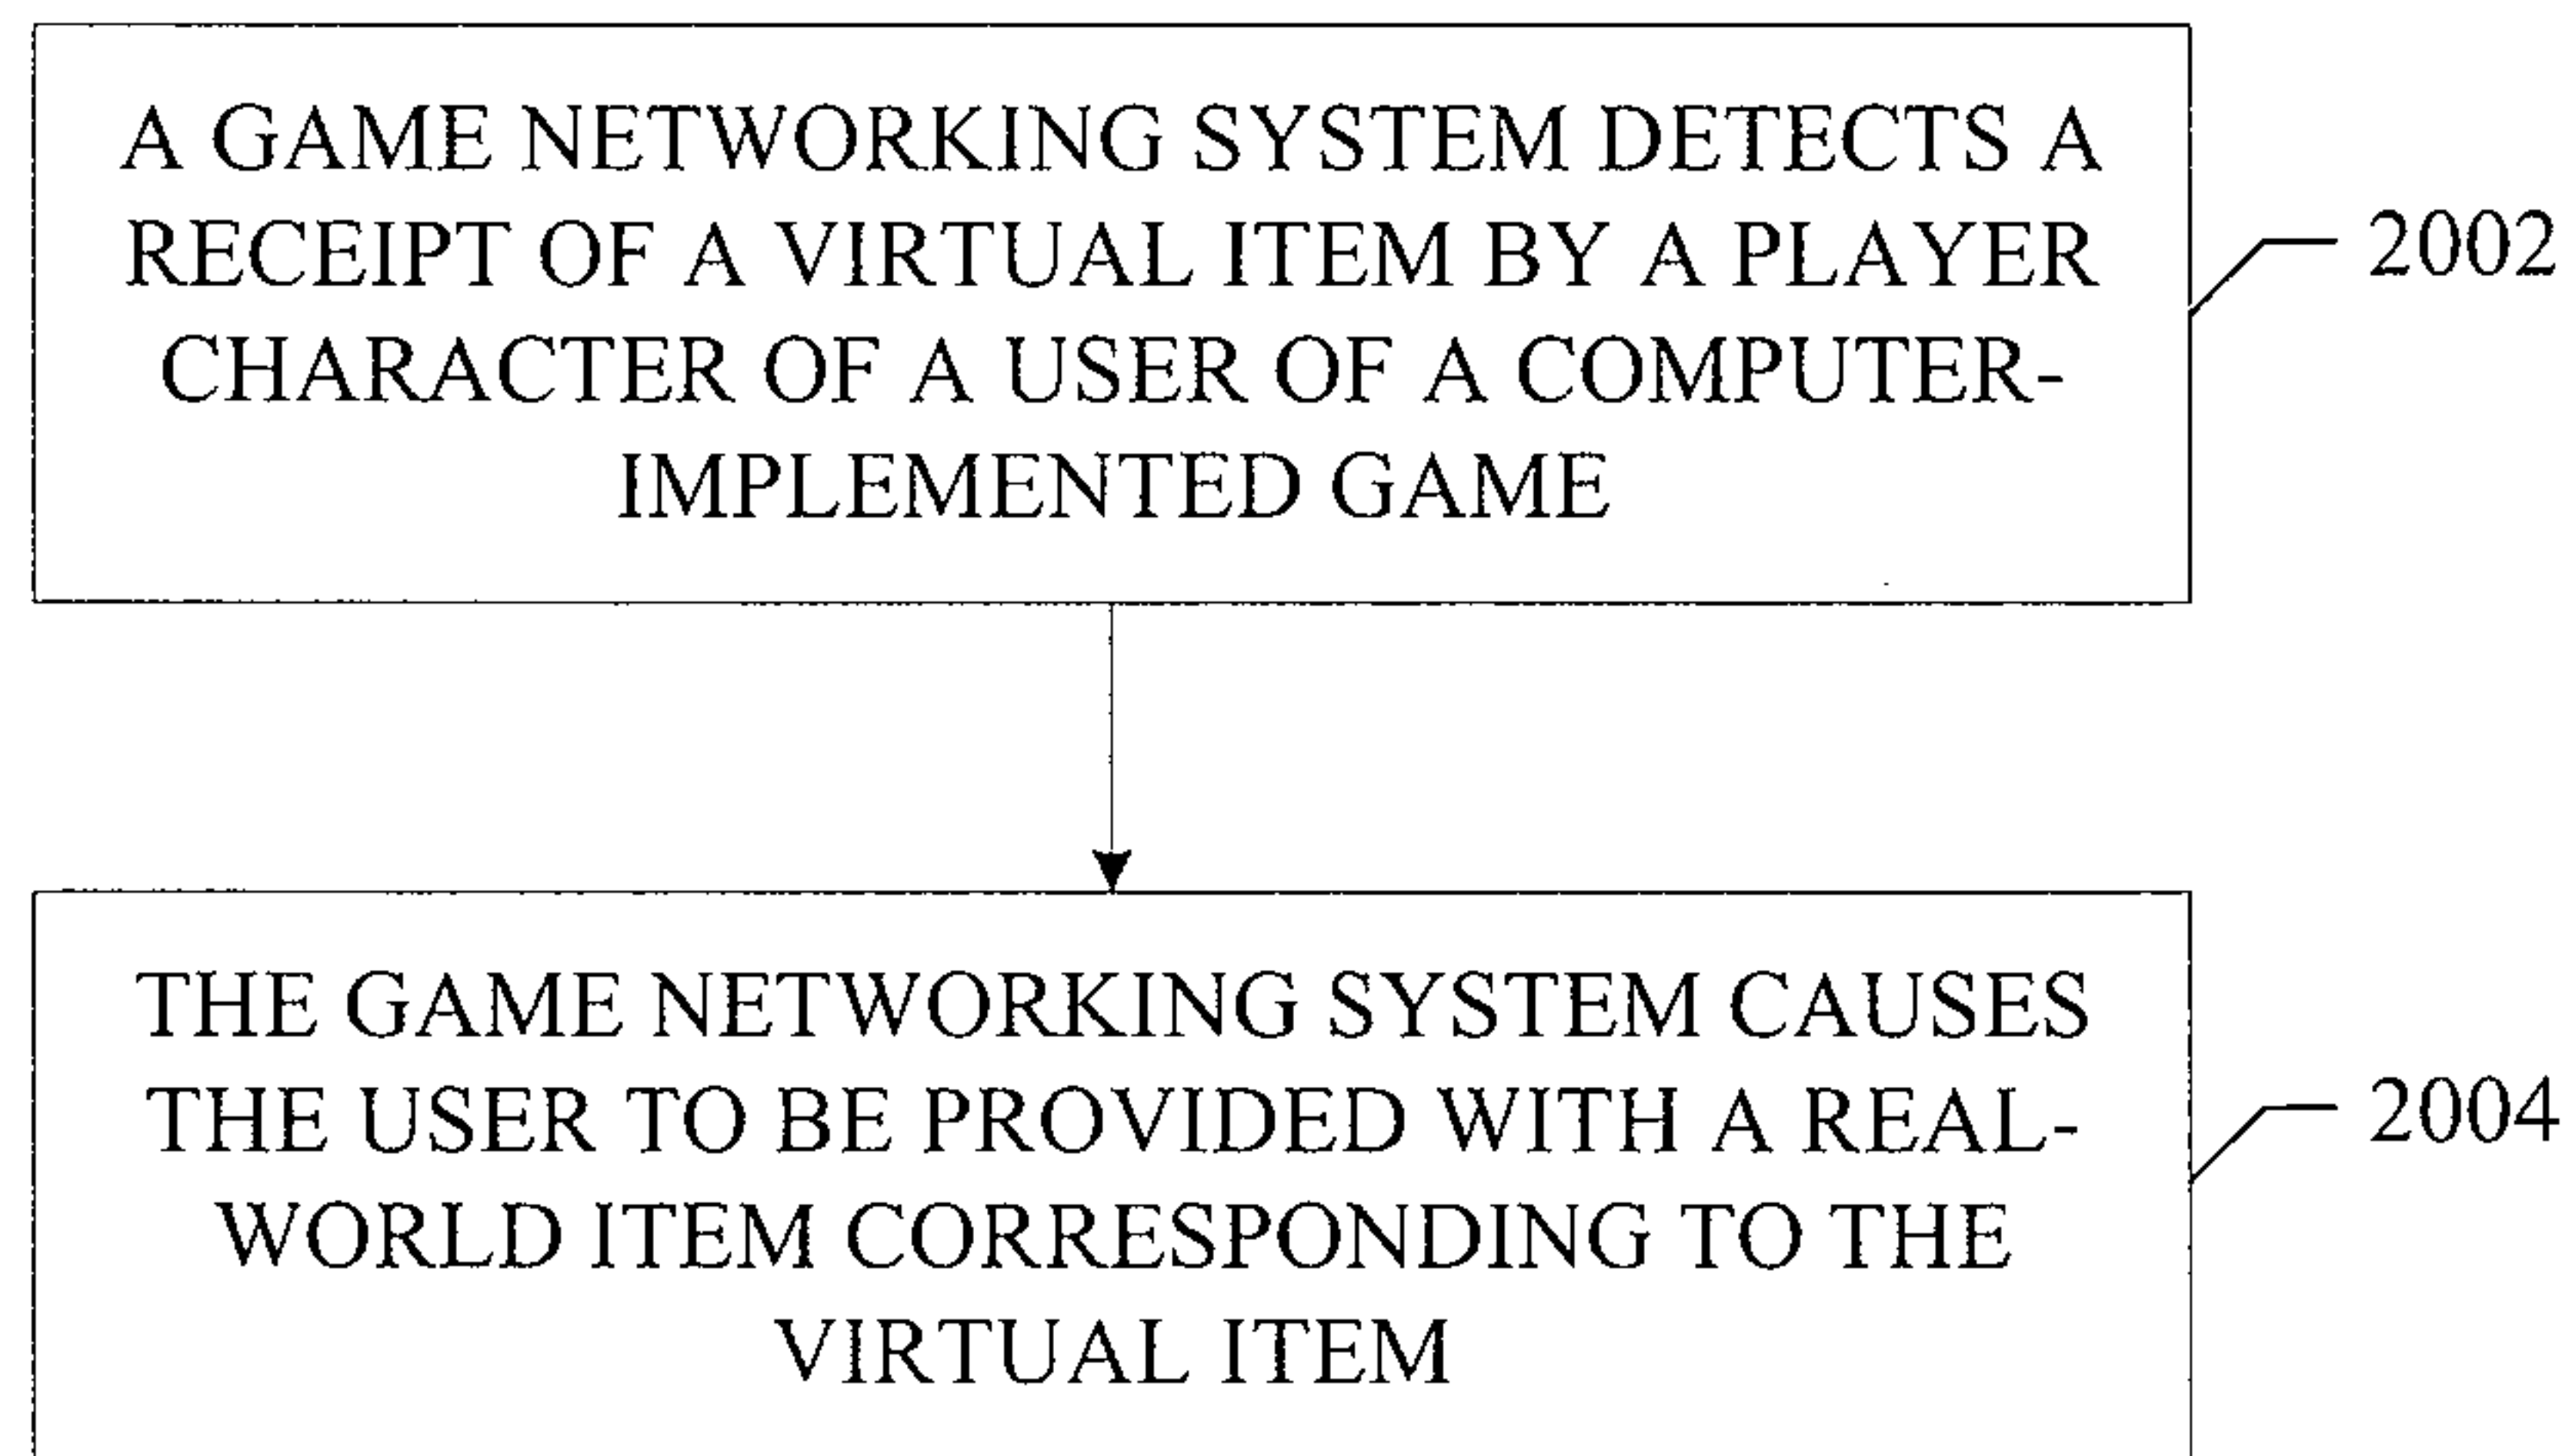 A GAME NETWORKING SYSTEM DETECTS A
RECEIPT OF A VIRTUAL ITEM BY A PLAYER
CHARACTER OF A USER OF A COMPUTER-
IMPLEMENTED GAME
2002
THE GAME NETWORKING SYSTEM CAUSES
THE USER TO BE PROVIDED WITH A REAL-
WORLD ITEM CORRESPONDING TO THE
VIRTUAL ITEM
2004